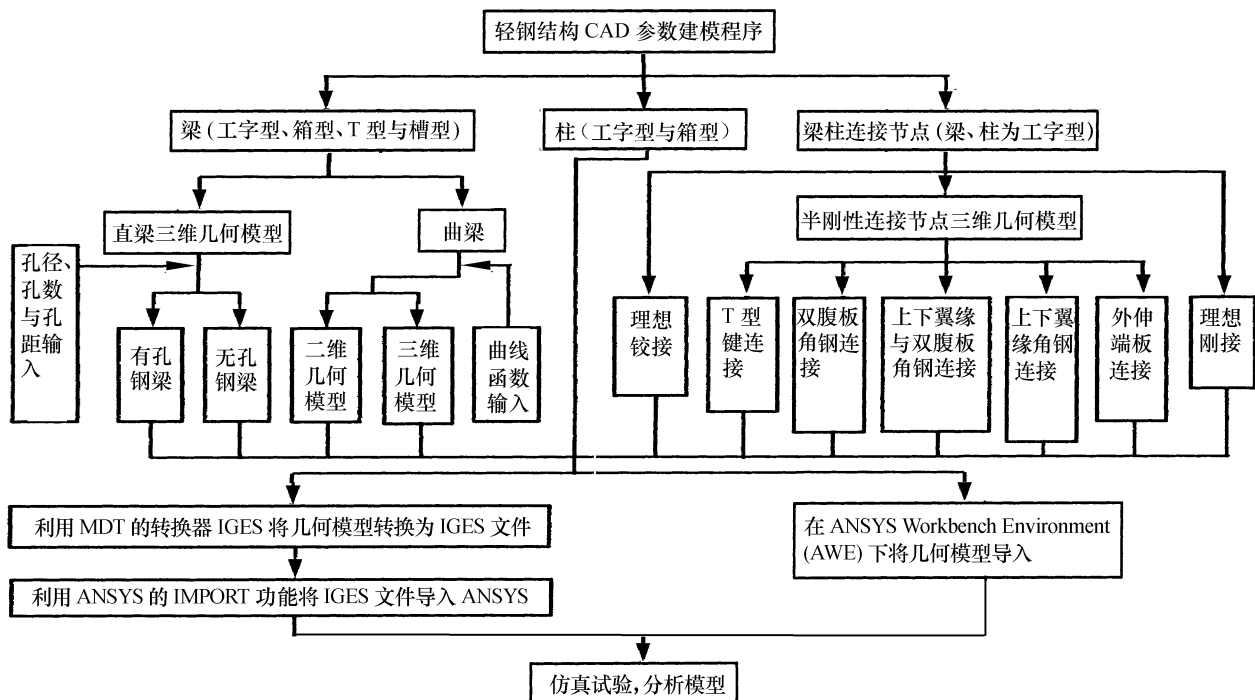 轻钢结构 CAD 参数建模程序
梁 (工字型、箱型、T 型与槽型)
柱 (工字型与箱型)
梁柱连接节点 (梁、柱为工字型)
直梁三维几何模型
曲梁
半刚性连接节点三维几何模型
孔径、
孔数
与孔
距输
入
有孔
钢梁
无孔
钢梁
二维
几何
模型
三维
几何
模型
曲线
函数
输入
理想
铰接
T 型
键连
接
双腹板
角钢连
接
上下翼缘
与双腹板
角钢连接
上下翼
缘角钢
连接
外伸
端板
连接
理想
刚接
利用 MDT 的转换器 IGES 将几何模型转换为 IGES 文件
在 ANSYS Workbench Environment
(AWE) 下将几何模型导入
利用 ANSYS 的 IMPORT 功能将 IGES 文件导入 ANSYS
仿真试验,分析模型